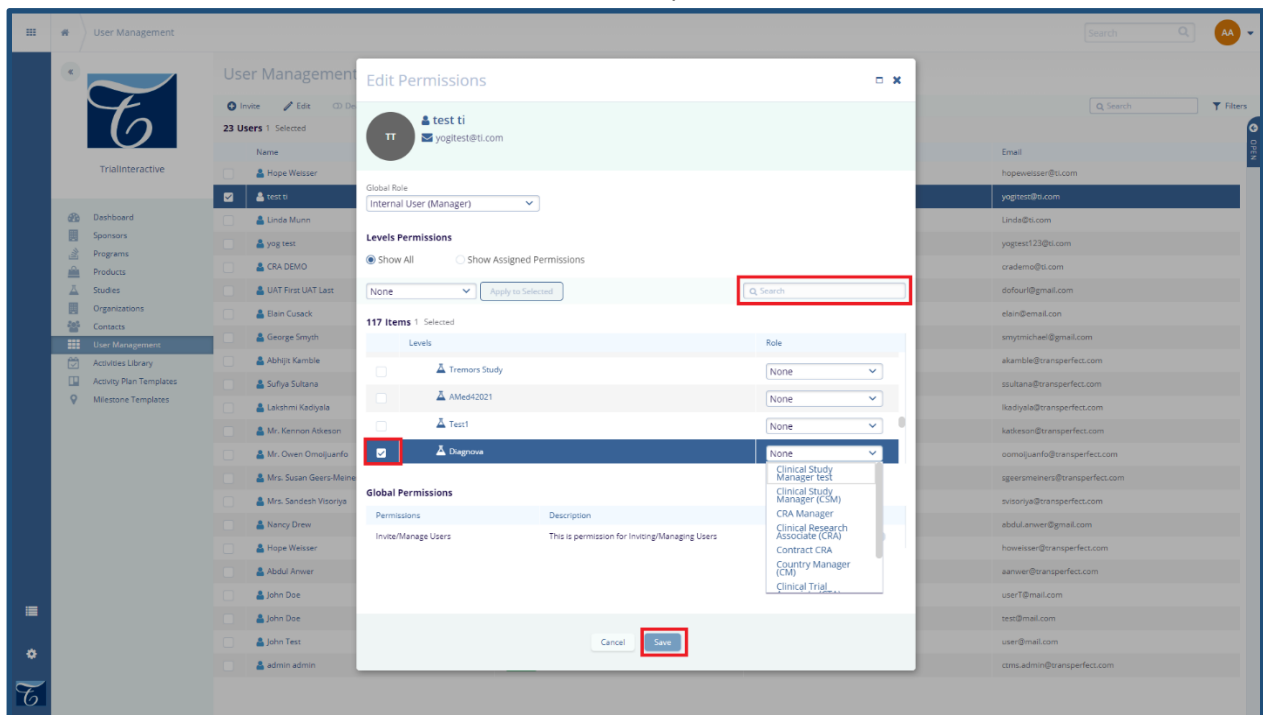 User Management
Search
AA
TrialInteractive
Dashboard
Sponsors
Programs
Products
Studies
Organizations
Contacts
User Management
Activities Library
Activity Plan Templates
Milestone Templates
User Management
Invite
Edit
Search
Filters
OPEN
23 Users 1 Selected
Name
Email
Hope Weisser
hopeweisser@ti.com
test ti
yogitest@ti.com
Linda Munn
Linda@ti.com
yog test
yogtest123@ti.com
CRA DEMO
crademo@ti.com
UAT First UAT Last
dofourl@gmail.com
Elain Cusack
elain@email.con
George Smyth
smytmichael@gmail.com
Abhijit Kamble
akamble@transperfect.com
Sufiya Sultana
ssultana@transperfect.com
Lakshmi Kadiyala
lkadiyala@transperfect.com
Mr. Kennon Atkeson
katkeson@transperfect.com
Mr. Owen Omoijuanfo
oomoijuanfo@transperfect.com
Mrs. Susan Geers-Meine
sgeersmeiners@transperfect.com
Mrs. Sandesh Visoriya
svisoriya@transperfect.com
Nancy Drew
abdul.anwer@gmail.com
Hope Weisser
howeisser@transperfect.com
Abdul Anwer
aanwer@transperfect.com
John Doe
userT@mail.com
John Doe
test@mail.com
John Test
user@mail.com
admin admin
ctms.admin@transperfect.com
Edit Permissions
TT
test ti
yogitest@ti.com
Global Role
Internal User (Manager)
Levels Permissions
Show All
Show Assigned Permissions
None
Apply to Selected
Search
117 Items 1 Selected
Levels
Role
Tremors Study
None
AMed42021
None
Test1
None
Diagnova
None
Clinical Study
Manager test
Clinical Study
Manager (CSM)
CRA Manager
Clinical Research
Associate (CRA)
Contract CRA
Country Manager
(CM)
Clinical Trial
Global Permissions
Permissions
Description
Invite/Manage Users
This is permission for Inviting/Managing Users
Cancel
Save